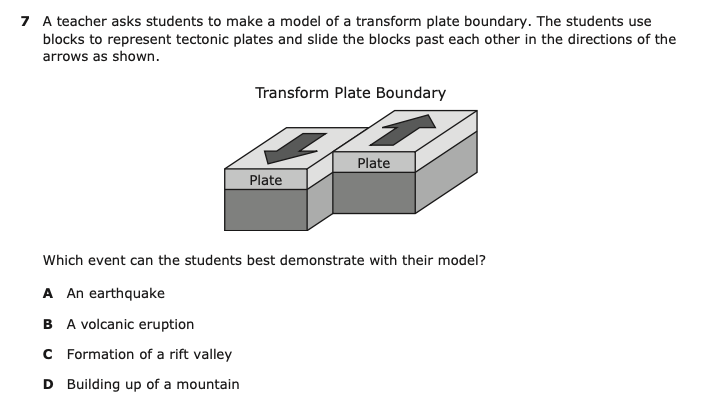 7 A teacher asks students to make a model of a transform plate boundary. The students use
blocks to represent tectonic plates and slide the blocks past each other in the directions of the
arrows as shown.
Transform Plate Boundary
Plate
Plate
Which event can the students best demonstrate with their model?
A An earthquake
B A volcanic eruption
C Formation of a rift valley
D Building up of a mountain